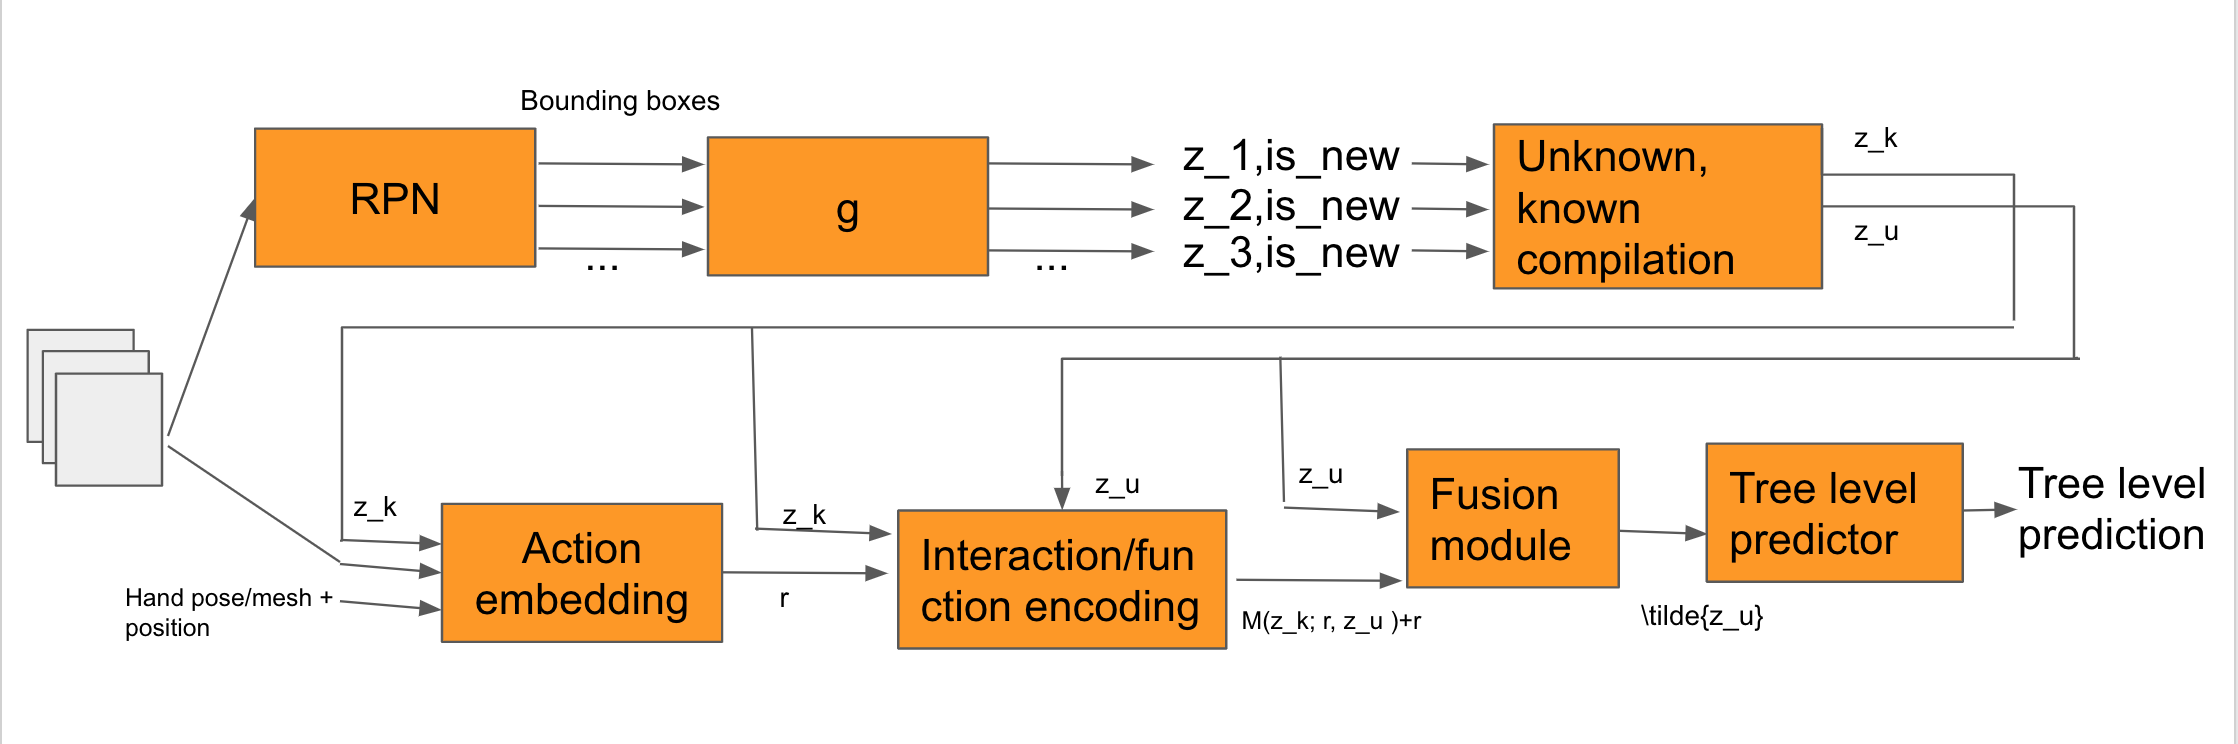 Bounding boxes
RPN
...
g
...
z_1,is_new
z_2,is_new
z_3,is_new
Unknown,
known
compilation
z_k
z_u
z_k
Hand pose/mesh +
position
Action
embedding
r
z_k
z_u
Interaction/fun
ction encoding
M(z_k; r, z_u )+r
z_u
Fusion
module
\tilde{z_u}
Tree level
predictor
Tree level
prediction